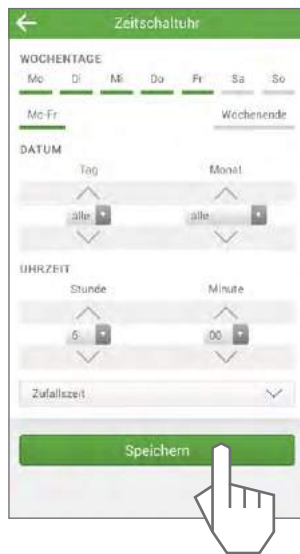 Zeitschaltuhr
WOCHENTAGE
Mo Di Mi Do Fr Sa So
Mo-Fr Wochenende
DATUM
Tag Monat
alle alle
UHRZEIT
Stunde Minute
6 00
Zufallszeit
Speichern